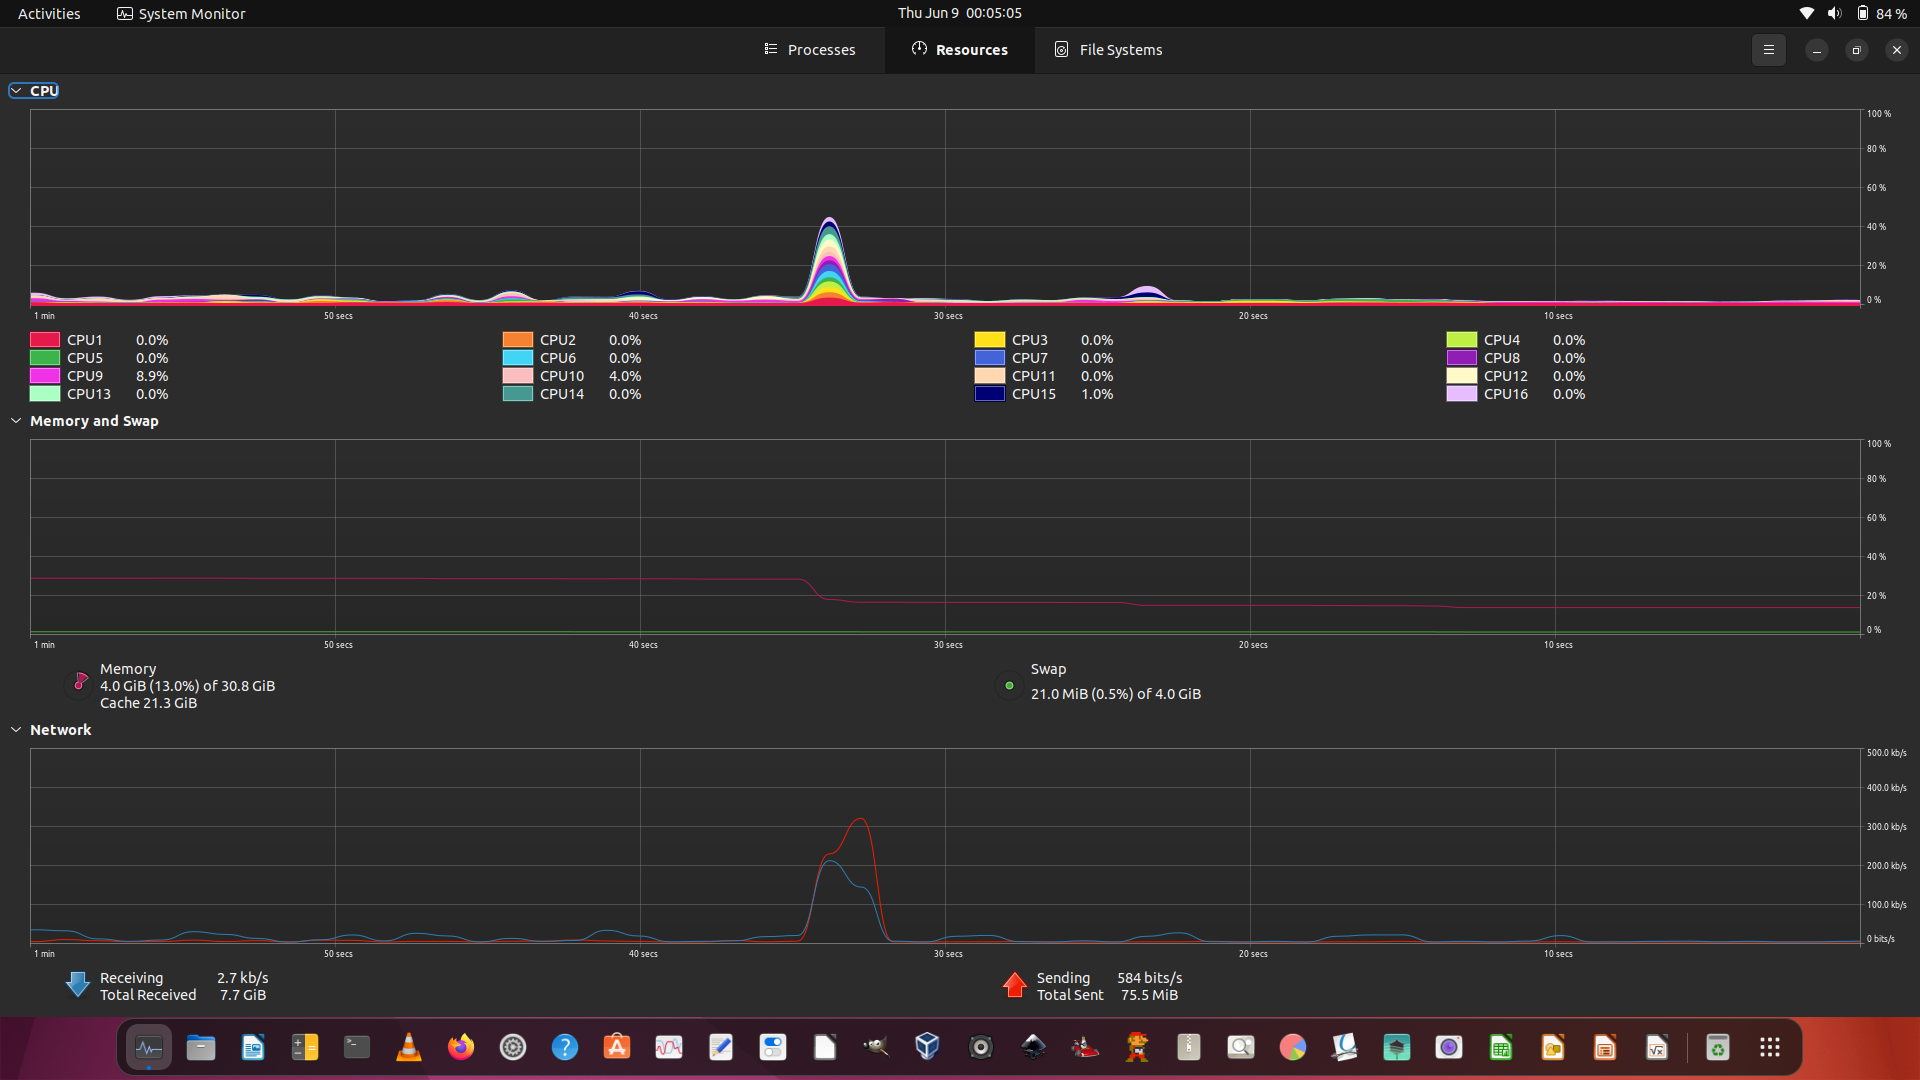 Activities System Monitor Thu Jun 9 00:05:05 84 %
Processes Resources File Systems
CPU
100 %
80 %
60 %
40 %
20 %
0 %
1 min 50 secs 40 secs 30 secs 20 secs 10 secs
CPU1 0.0% CPU2 0.0% CPU3 0.0% CPU4 0.0%
CPU5 0.0% CPU6 0.0% CPU7 0.0% CPU8 0.0%
CPU9 8.9% CPU10 4.0% CPU11 0.0% CPU12 0.0%
CPU13 0.0% CPU14 0.0% CPU15 1.0% CPU16 0.0%
Memory and Swap
100 %
80 %
60 %
40 %
20 %
0 %
1 min 50 secs 40 secs 30 secs 20 secs 10 secs
Memory
4.0 GiB (13.0%) of 30.8 GiB
Cache 21.3 GiB
Swap
21.0 MiB (0.5%) of 4.0 GiB
Network
500.0 kb/s
400.0 kb/s
300.0 kb/s
200.0 kb/s
100.0 kb/s
0 bits/s
1 min 50 secs 40 secs 30 secs 20 secs 10 secs
Receiving 2.7 kb/s
Total Received 7.7 GiB
Sending 584 bits/s
Total Sent 75.5 MiB